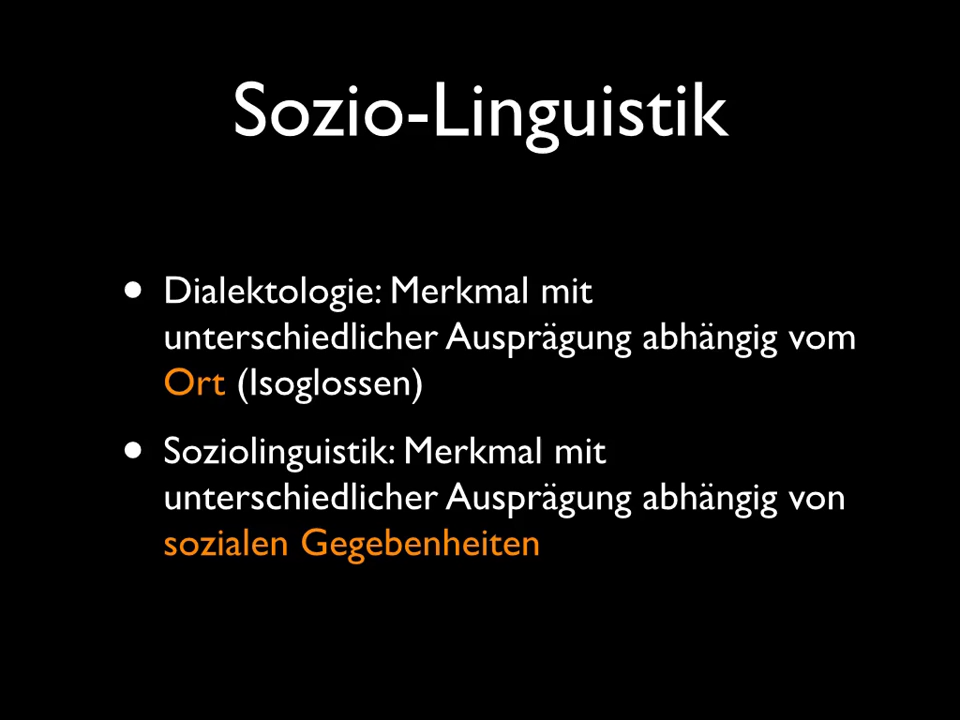 Sozio-Linguistik
• Dialektologie: Merkmal mit
unterschiedlicher Ausprägung abhängig vom
Ort (Isoglossen)
• Soziolinguistik: Merkmal mit
unterschiedlicher Ausprägung abhängig von
sozialen Gegebenheiten